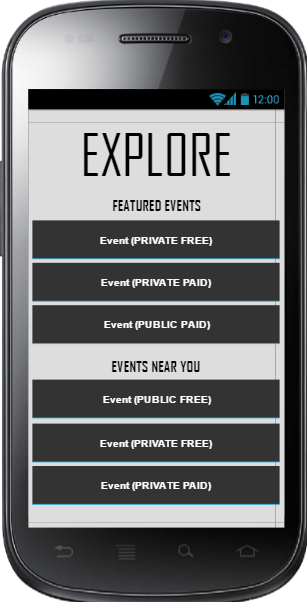 12:00
EXPLORE
FEATURED EVENTS
Event (PRIVATE FREE)
Event (PRIVATE PAID)
Event (PUBLIC PAID)
EVENTS NEAR YOU
Event (PUBLIC FREE)
Event (PRIVATE FREE)
Event (PRIVATE PAID)